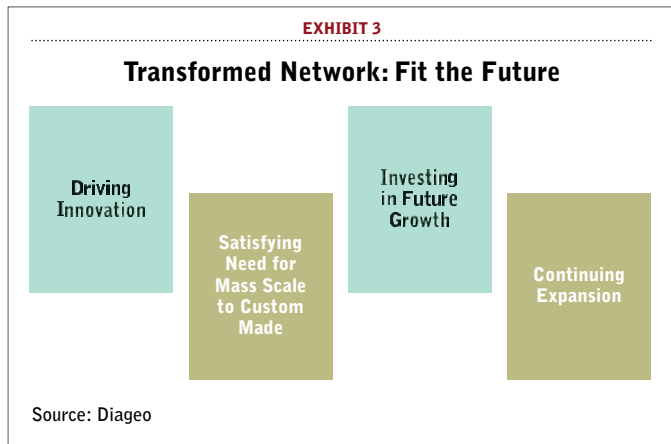 EXHIBIT 3
Transformed Network: Fit the Future
Driving
Innovation
Satisfying
Need for
Mass Scale
to Custom
Made
Investing
in Future
Growth
Continuing
Expansion
Source: Diageo